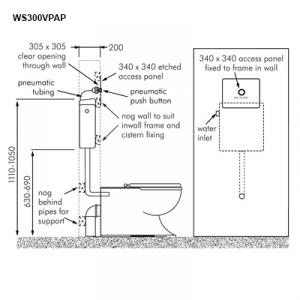 WS300VPAP
305 x 305
clear opening
through wall
200
340 x 340 etched
access panel
340 x 340 access panel
fixed to frame in wall
pneumatic
tubing
pneumatic
push button
nog wall to suit
inwall frame and
cistern fixing
water
inlet
1110-1050
630-690
nog
behind
pipes for
support